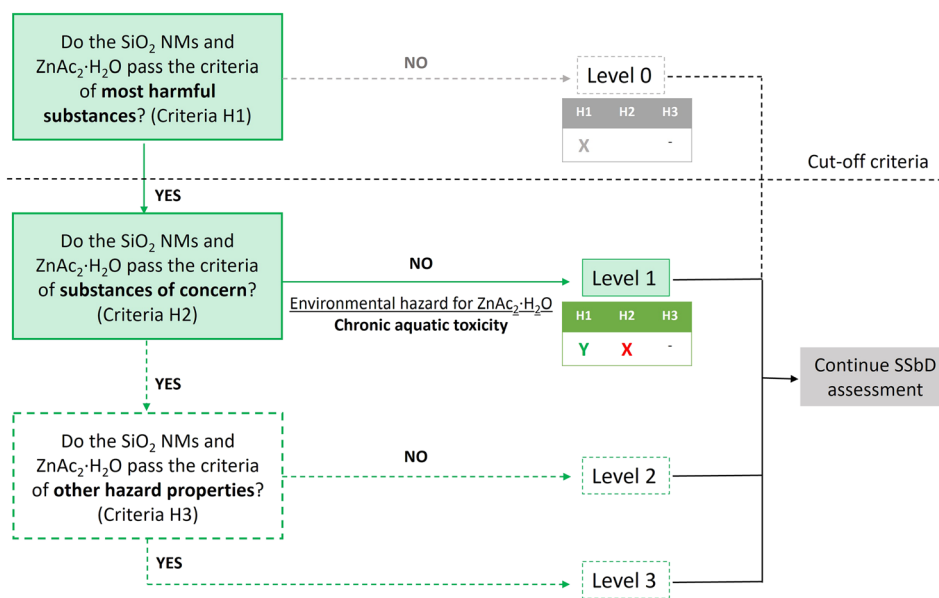 Do the SiO₂ NMs and
ZnAc₂·H₂O pass the criteria
of most harmful
substances? (Criteria H1)
NO
Level 0
H1 H2 H3
X -
Cut-off criteria
YES
Do the SiO₂ NMs and
ZnAc₂·H₂O pass the criteria
of substances of concern?
(Criteria H2)
NO
Environmental hazard for ZnAc₂·H₂O
Chronic aquatic toxicity
Level 1
H1 H2 H3
Y X -
Continue SSbD
assessment
YES
Do the SiO₂ NMs and
ZnAc₂·H₂O pass the criteria
of other hazard properties?
(Criteria H3)
NO
Level 2
YES
Level 3